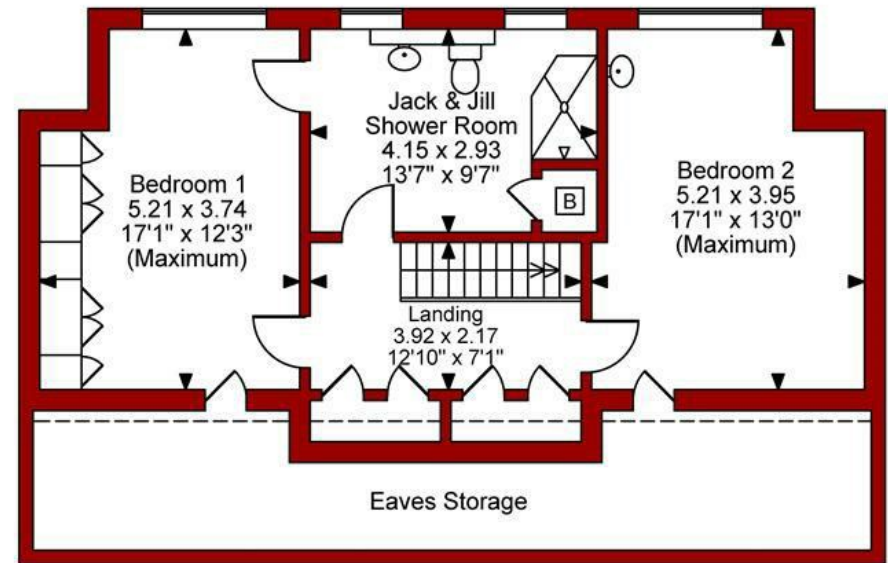 Bedroom 1
5.21 x 3.74
17'1" x 12'3"
(Maximum)
Jack & Jill
Shower Room
4.15 x 2.93
13'7" x 9'7"
B
Bedroom 2
5.21 x 3.95
17'1" x 13'0"
(Maximum)
Landing
3.92 x 2.17
12'10" x 7'1"
Eaves Storage